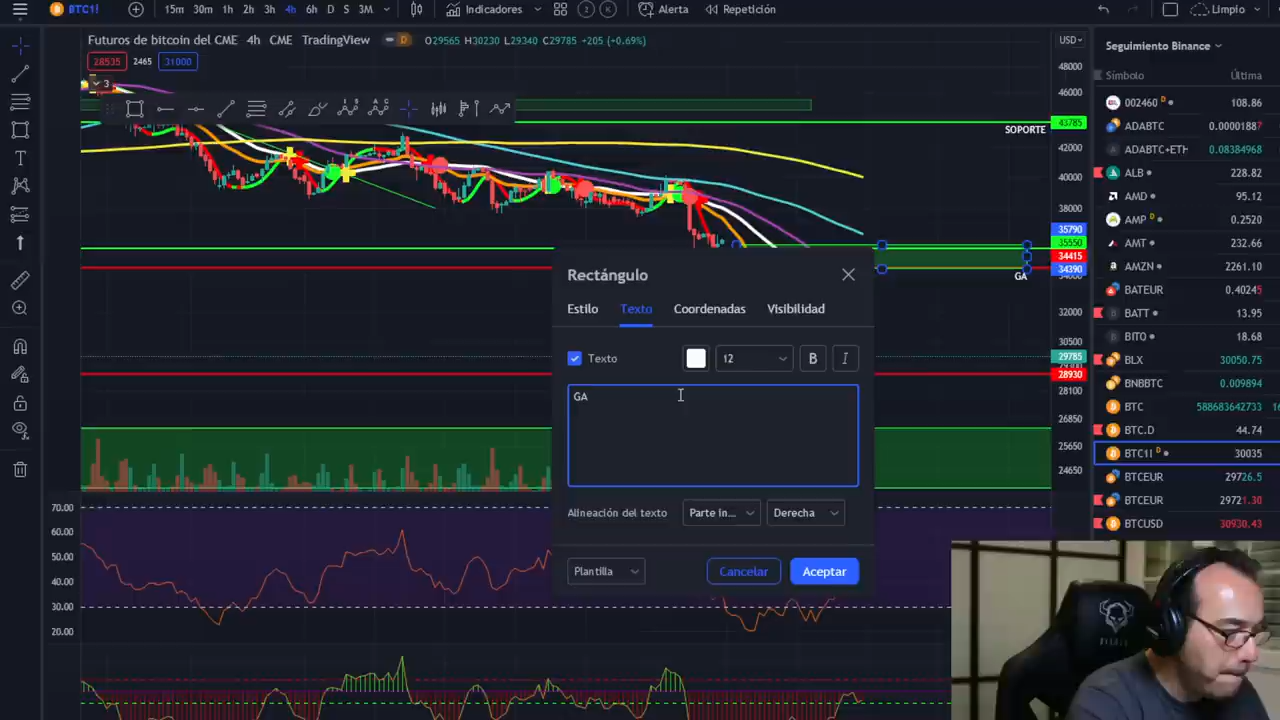 BTC1!
15m 30m 1h 2h 3h 4h 6h D S 3M
Indicadores
2 K
Alerta
Repetición
Limpio
Futuros de bitcoin del CME 4h CME TradingView D O29565 H30230 L29340 C29785 +205 (+0.69%)
28535 2465 31000
3
USD
48000
46000
43785
SOPORTE
42000
40000
38000
35790
35550
34415
34390
GA
32000
30500
29785
28930
28100
26850
25650
24650
70.00
60.00
50.00
40.00
30.00
20.00
Rectángulo
Estilo Texto Coordenadas Visibilidad
Texto 12 B I
GA
Alineación del texto Parte in... Derecha
Plantilla Cancelar Aceptar
Seguimiento Binance
Símbolo Última
002460 D 108.86
ADABTC 0.00001887
ADABTC+ETH 0.08384968
ALB 228.82
AMD 95.12
AMP D 0.2520
AMT 232.66
AMZN 2261.10
BATEUR 0.40245
BATT 13.95
BITO 18.68
BLX 30050.75
BNBBTC 0.009894
BTC 588683642733
BTC.D 44.74
BTC1! D 30035
BTCEUR 29726.5
BTCEUR 29721.30
BTCUSD 30930.43